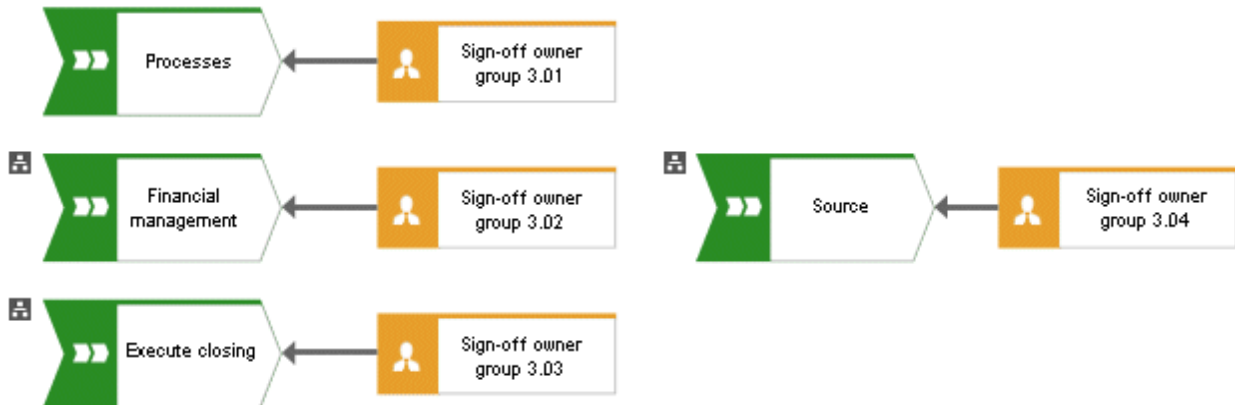 Processes
Sign-off owner
group 3.01
Financial
management
Sign-off owner
group 3.02
Source
Sign-off owner
group 3.04
Execute closing
Sign-off owner
group 3.03